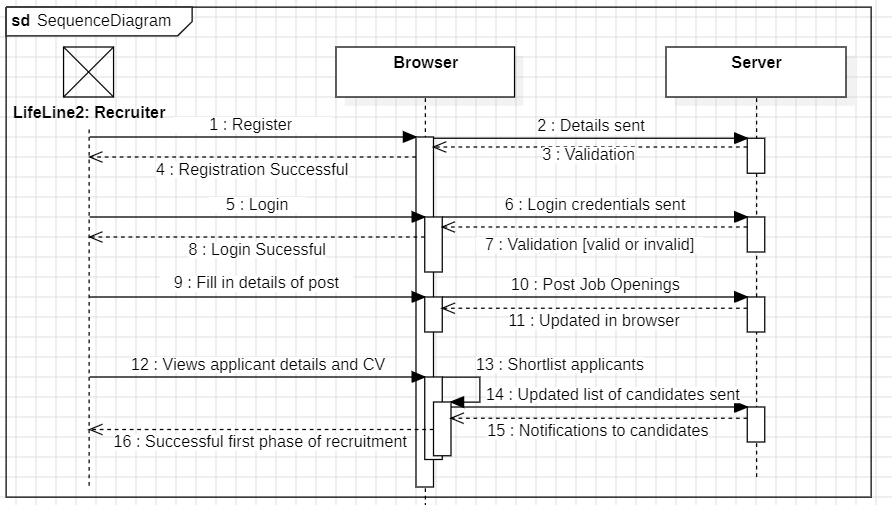 sd SequenceDiagram
Browser
Server
LifeLine2: Recruiter
1 : Register
2 : Details sent
3 : Validation
4 : Registration Successful
5 : Login
6 : Login credentials sent
7 : Validation [valid or invalid]
8 : Login Sucessful
9 : Fill in details of post
10 : Post Job Openings
11 : Updated in browser
12 : Views applicant details and CV
13 : Shortlist applicants
14 : Updated list of candidates sent
15 : Notifications to candidates
16 : Successful first phase of recruitment